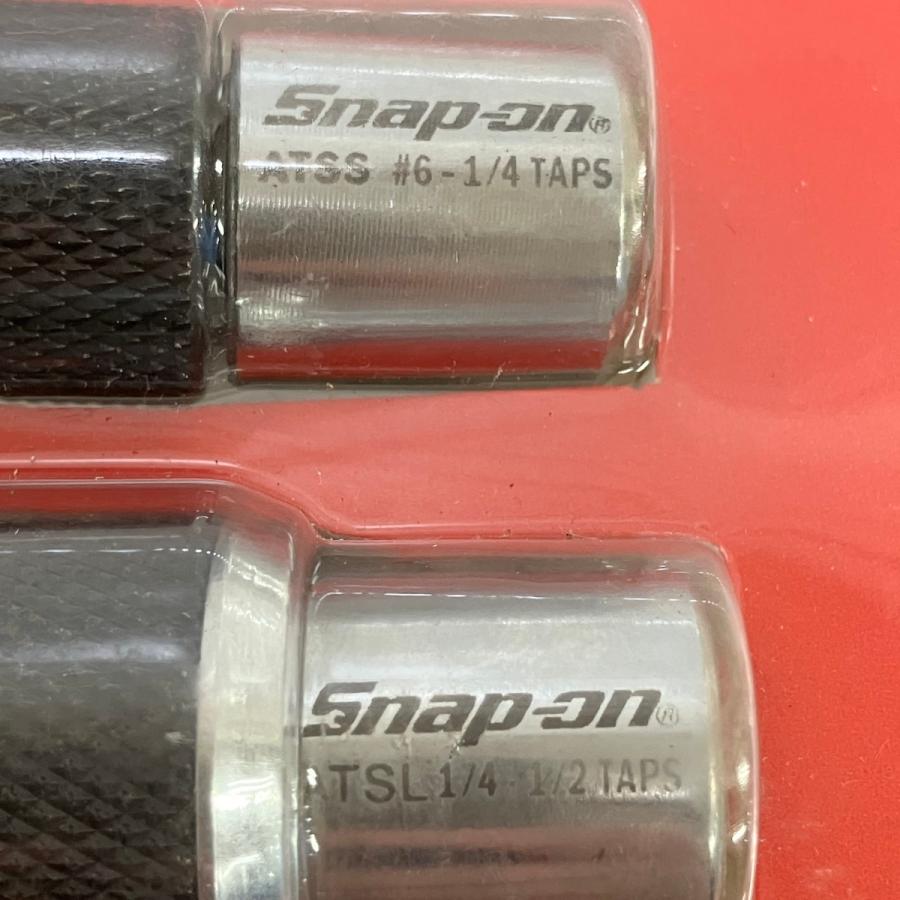 Snap-on®
ATSS #6-1/4 TAPS
Snap-on®
ATSL 1/4-1/2 TAPS